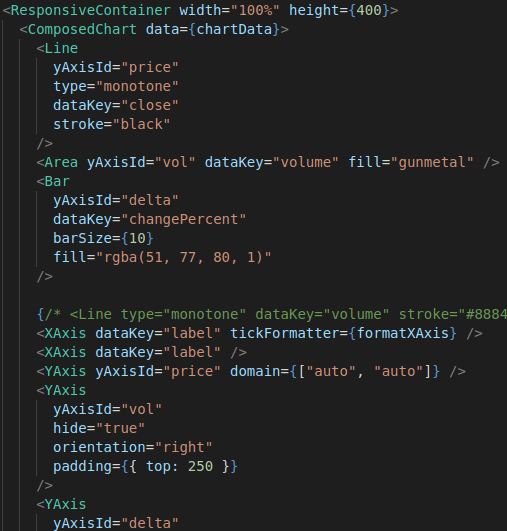 <ResponsiveContainer width="100%" height={400}>
<ComposedChart data={chartData}>
<Line
yAxisId="price"
type="monotone"
dataKey="close"
stroke="black"
/>
<Area yAxisId="vol" dataKey="volume" fill="gunmetal" />
<Bar
yAxisId="delta"
dataKey="changePercent"
barSize={10}
fill="rgba(51, 77, 80, 1)"
/>
{/* <Line type="monotone" dataKey="volume" stroke="#8884
<XAxis dataKey="label" tickFormatter={formatXAxis} />
<XAxis dataKey="label" />
<YAxis yAxisId="price" domain={["auto", "auto"]} />
<YAxis
yAxisId="vol"
hide="true"
orientation="right"
padding={{ top: 250 }}
/>
<YAxis
yAxisId="delta"